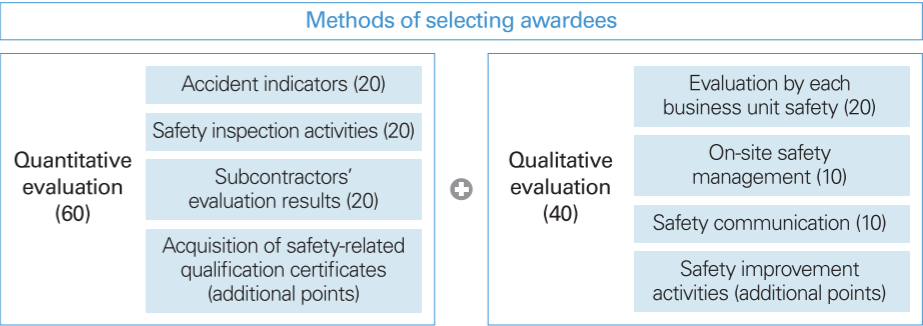 Methods of selecting awardees
Quantitative
evaluation
(60)
Accident indicators (20)
Safety inspection activities (20)
Subcontractors’
evaluation results (20)
Acquisition of safety-related
qualification certificates
(additional points)
Qualitative
evaluation
(40)
Evaluation by each
business unit safety (20)
On-site safety
management (10)
Safety communication (10)
Safety improvement
activities (additional points)